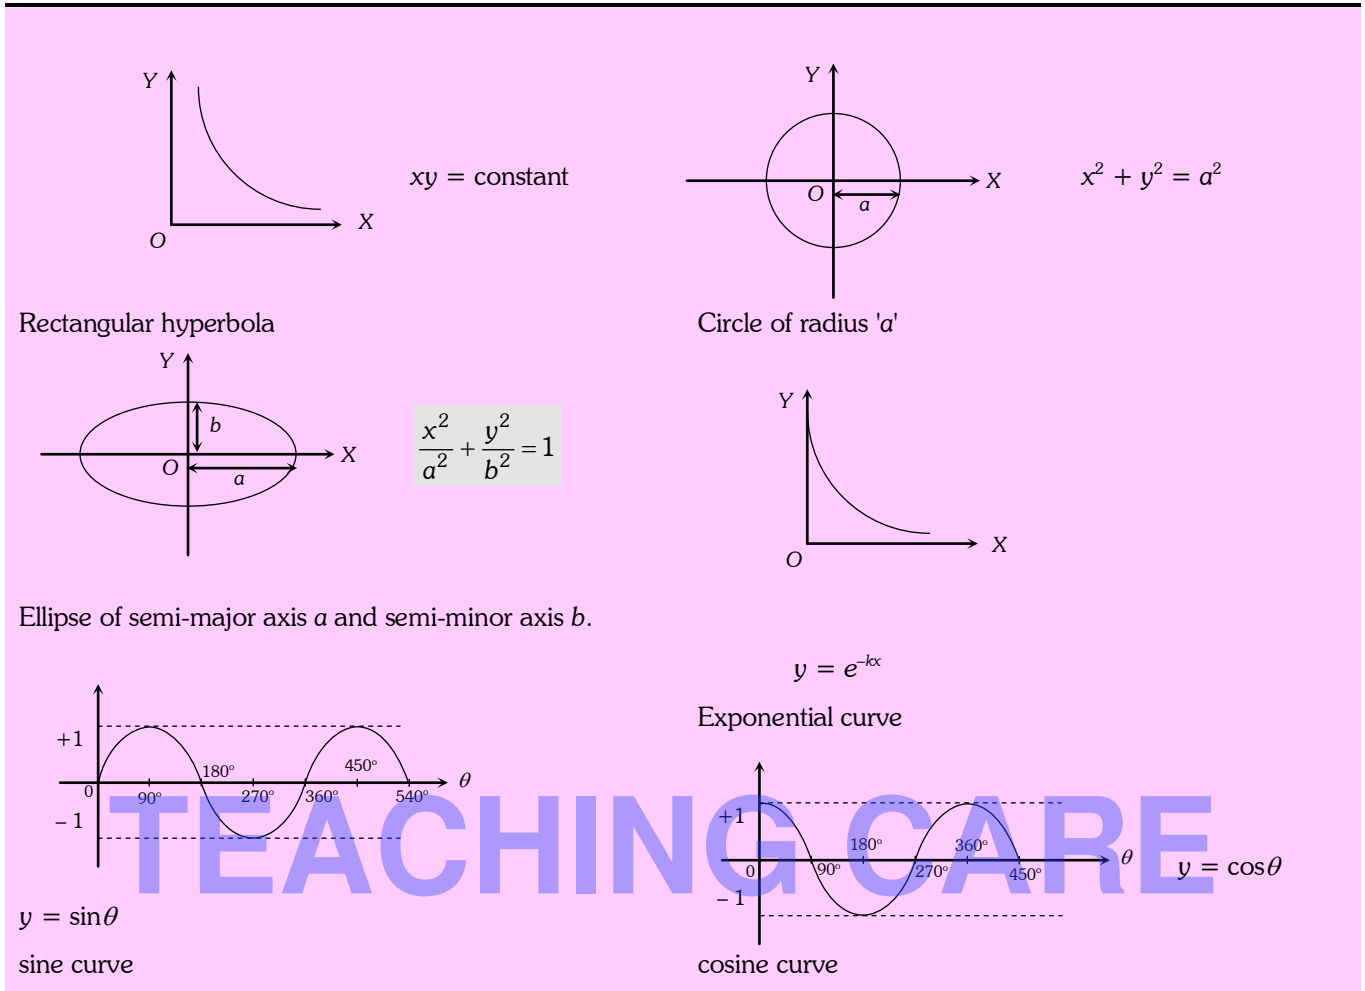 Y
X
O
xy = constant
Rectangular hyperbola
Y
X
O
a
x² + y² = a²
Circle of radius 'a'
Y
b
X
O
a
x²/a² + y²/b² = 1
Ellipse of semi-major axis a and semi-minor axis b.
Y
O
X
y = e^–kx
Exponential curve
+1
0
– 1
90° 180° 270° 360° 450° 540°
θ
y = sinθ
sine curve
+1
0
– 1
90° 180° 270° 360° 450°
θ
y = cosθ
cosine curve
TEACHING CARE